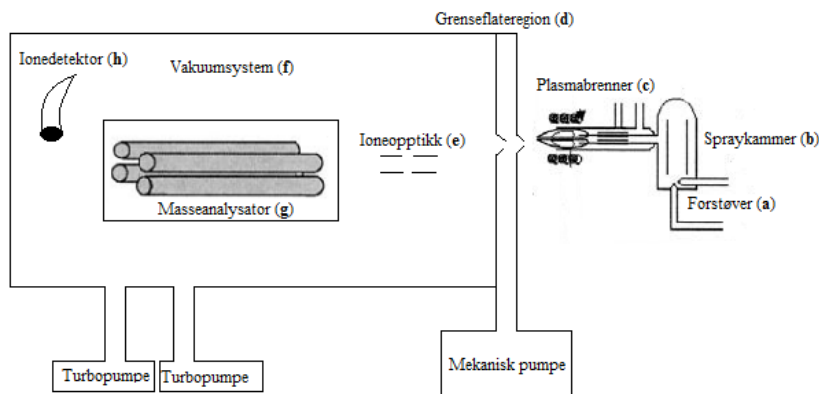 Grenseflateregion (d)
Ionedetektor (h)
Vakuumsystem (f)
Plasmabrenner (c)
Ioneopptikk (e)
Spraykammer (b)
Masseanalysator (g)
Forstøver (a)
Mekanisk pumpe
Turbopumpe
Turbopumpe